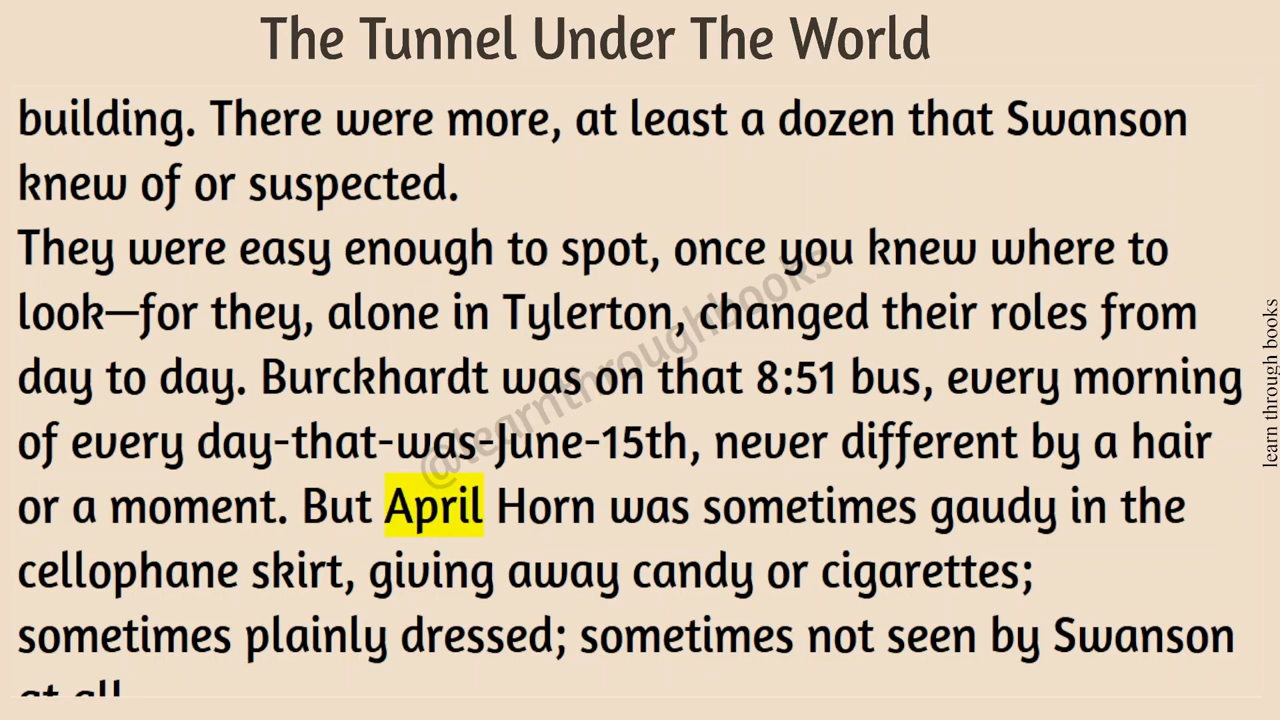 The Tunnel Under The World
building. There were more, at least a dozen that Swanson
knew of or suspected.
They were easy enough to spot, once you knew where to
look—for they, alone in Tylerton, changed their roles from
day to day. Burckhardt was on that 8:51 bus, every morning
of every day-that-was-June-15th, never different by a hair
or a moment. But April Horn was sometimes gaudy in the
cellophane skirt, giving away candy or cigarettes;
sometimes plainly dressed; sometimes not seen by Swanson
at all
@learnthroughbooks
learn through books